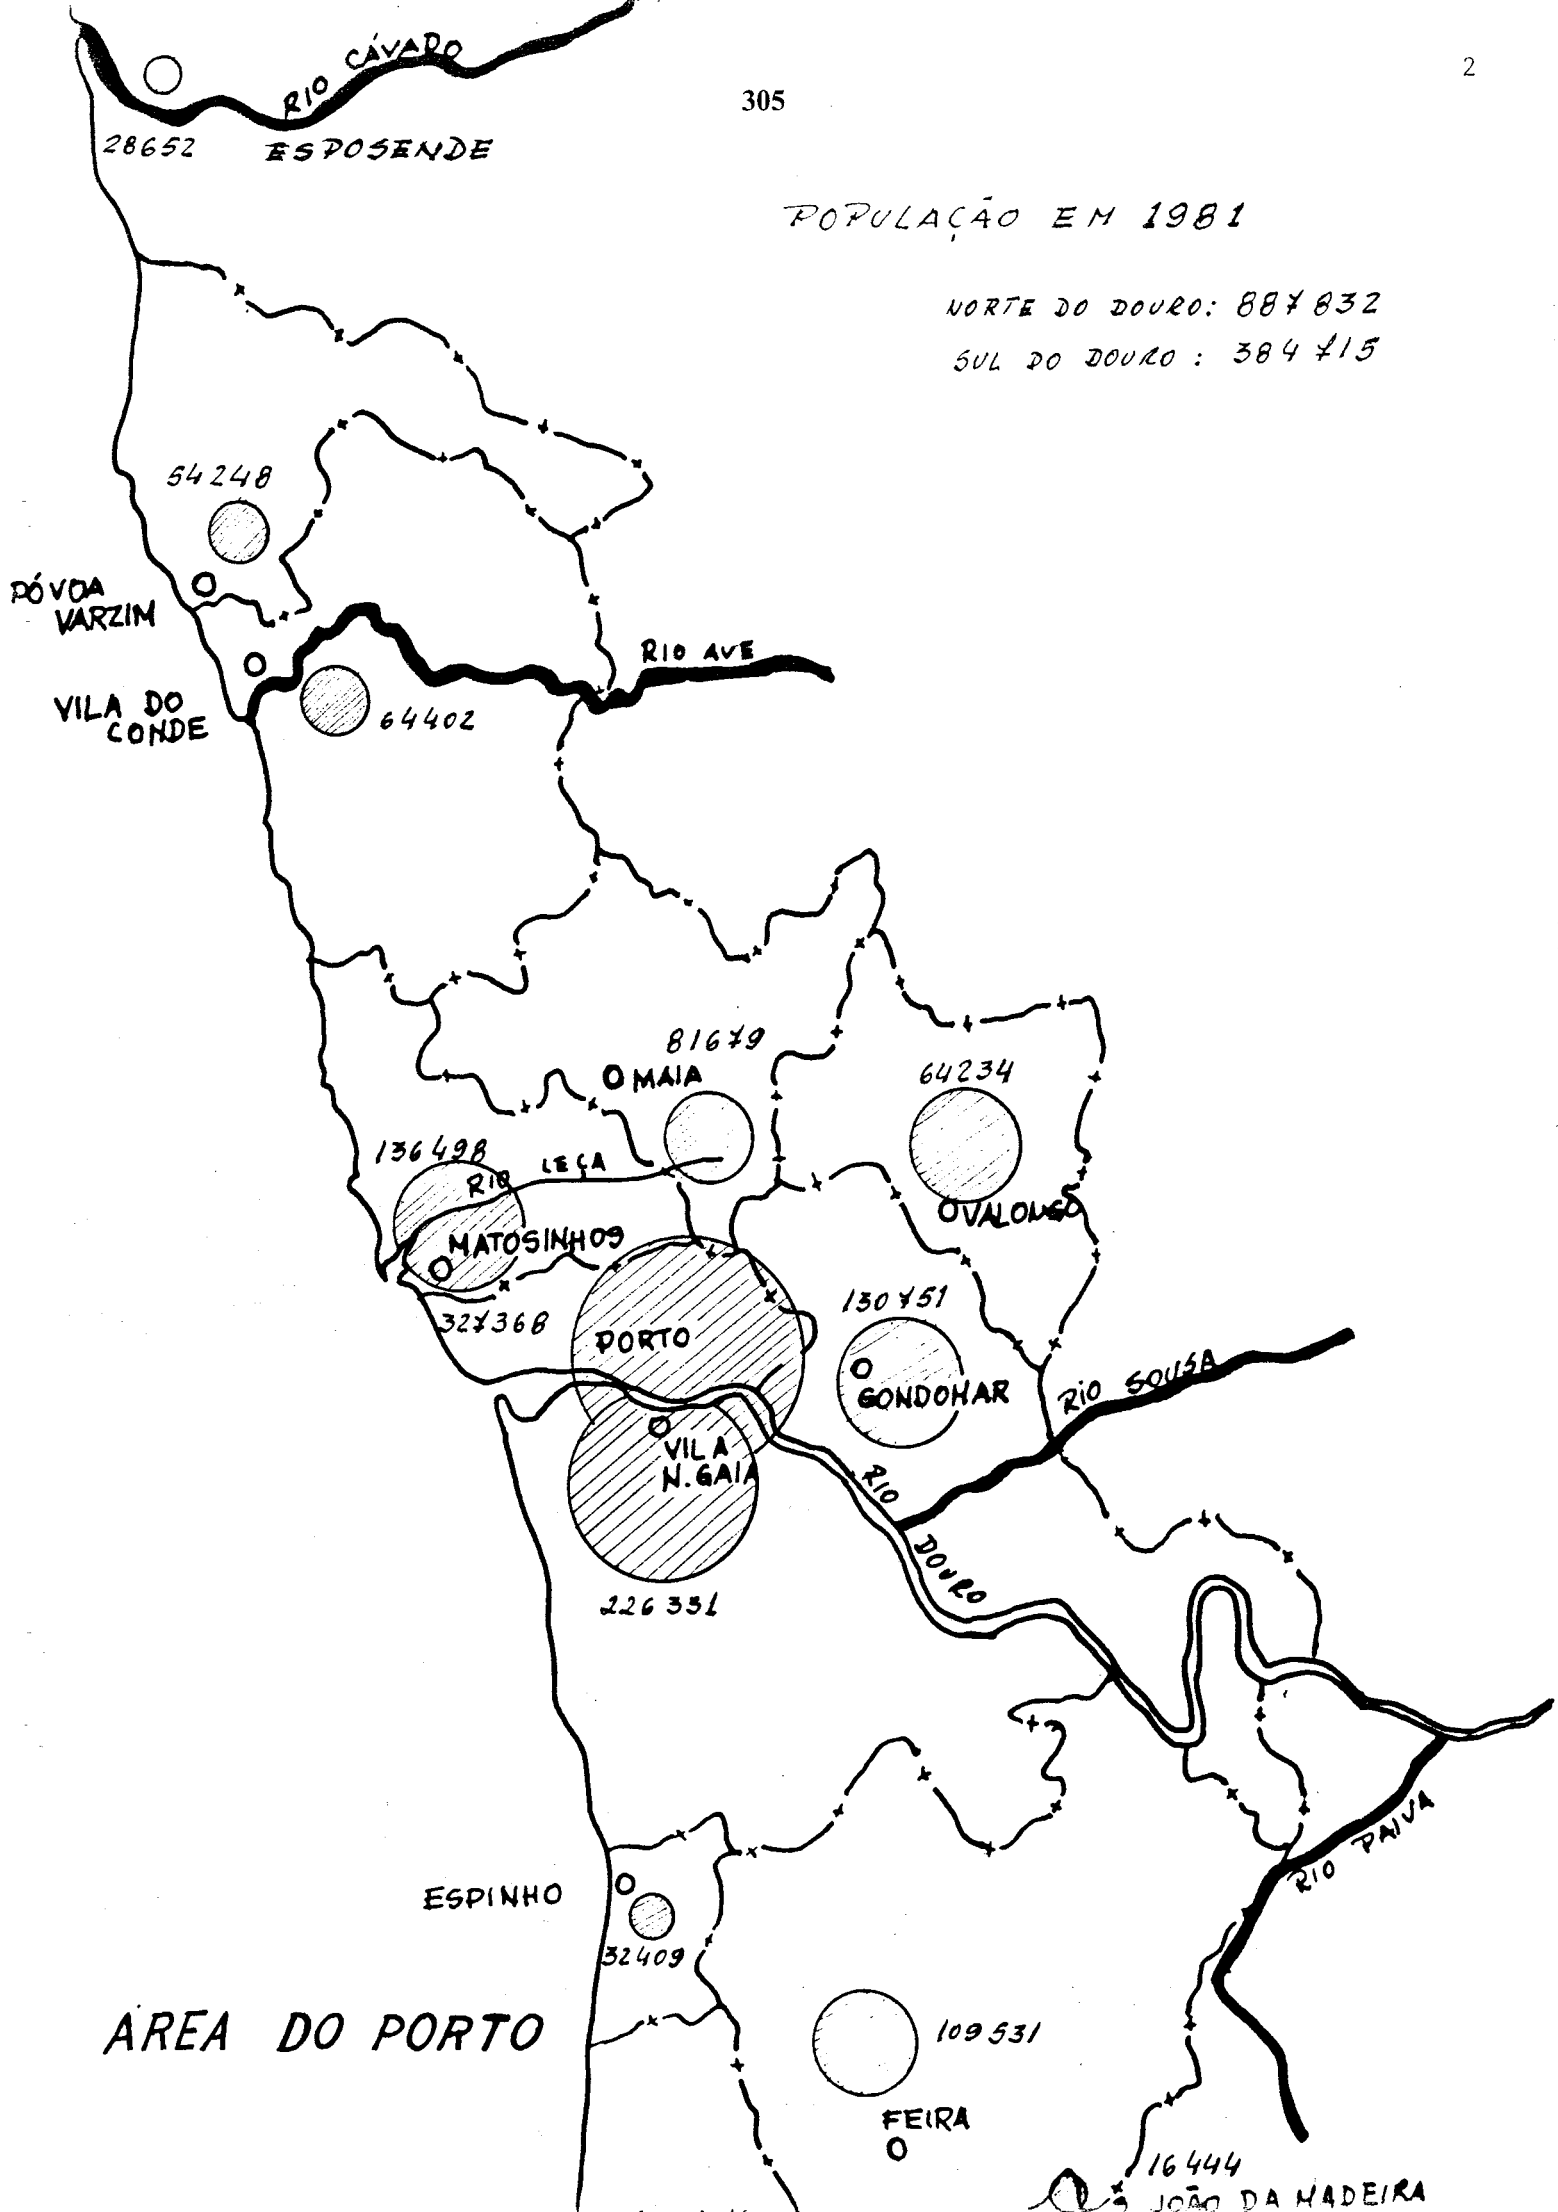 2
305
RIO CÁVADO
28652 ESPOSENDE
POPULAÇÃO EM 1981
NORTE DO DOURO: 887832
SUL DO DOURO: 384715
54248
PÓVOA
VARZIM
RIO AVE
VILA DO
CONDE
64402
81679
MAIA
64234
136498
RIO LEÇA
VALONGO
MATOSINHOS
327368
130751
PORTO
GONDOMAR
RIO SOUSA
VILA
N. GAIA
RIO DOURO
226331
RIO PAIVA
ESPINHO
32409
AREA DO PORTO
109531
FEIRA
16444
S. JOÃO DA MADEIRA